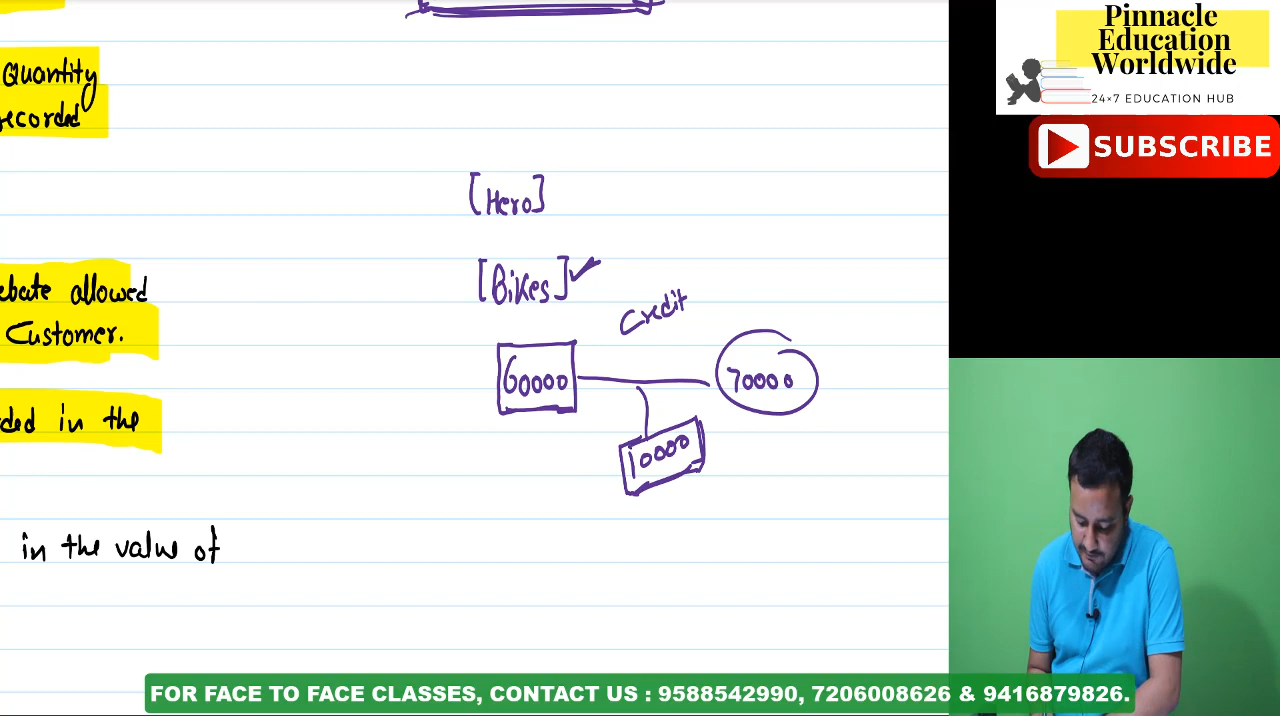 Quantity
recorded
[Hero]
[Bikes]
ebate allowed
Customer.
Credit
60000
70000
10000
ded in the
in the value of
Pinnacle
Education
Worldwide
24×7 EDUCATION HUB
SUBSCRIBE
FOR FACE TO FACE CLASSES, CONTACT US : 9588542990, 7206008626 & 9416879826.